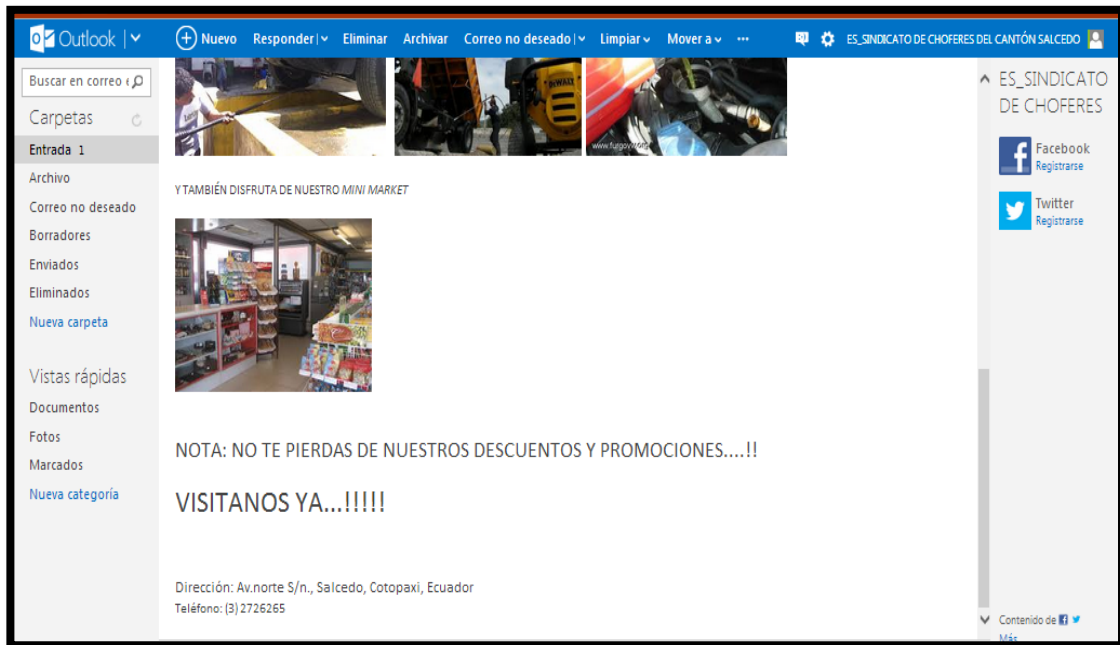 Outlook
Nuevo Responder Eliminar Archivar Correo no deseado Limpiar Mover a ...
ES_SINDICATO DE CHOFERES DEL CANTÓN SALCEDO
Buscar en correo
Carpetas
Entrada 1
Archivo
Correo no deseado
Borradores
Enviados
Eliminados
Nueva carpeta
Vistas rápidas
Documentos
Fotos
Marcados
Nueva categoría
DEWALT
Y TAMBIÉN DISFRUTA DE NUESTRO MINI MARKET
NOTA: NO TE PIERDAS DE NUESTROS DESCUENTOS Y PROMOCIONES....!!
VISITANOS YA...!!!!!
Dirección: Av.norte S/n., Salcedo, Cotopaxi, Ecuador
Teléfono: (3) 2726265
ES_SINDICATO
DE CHOFERES
Facebook
Registrarse
Twitter
Registrarse
Contenido de
Más